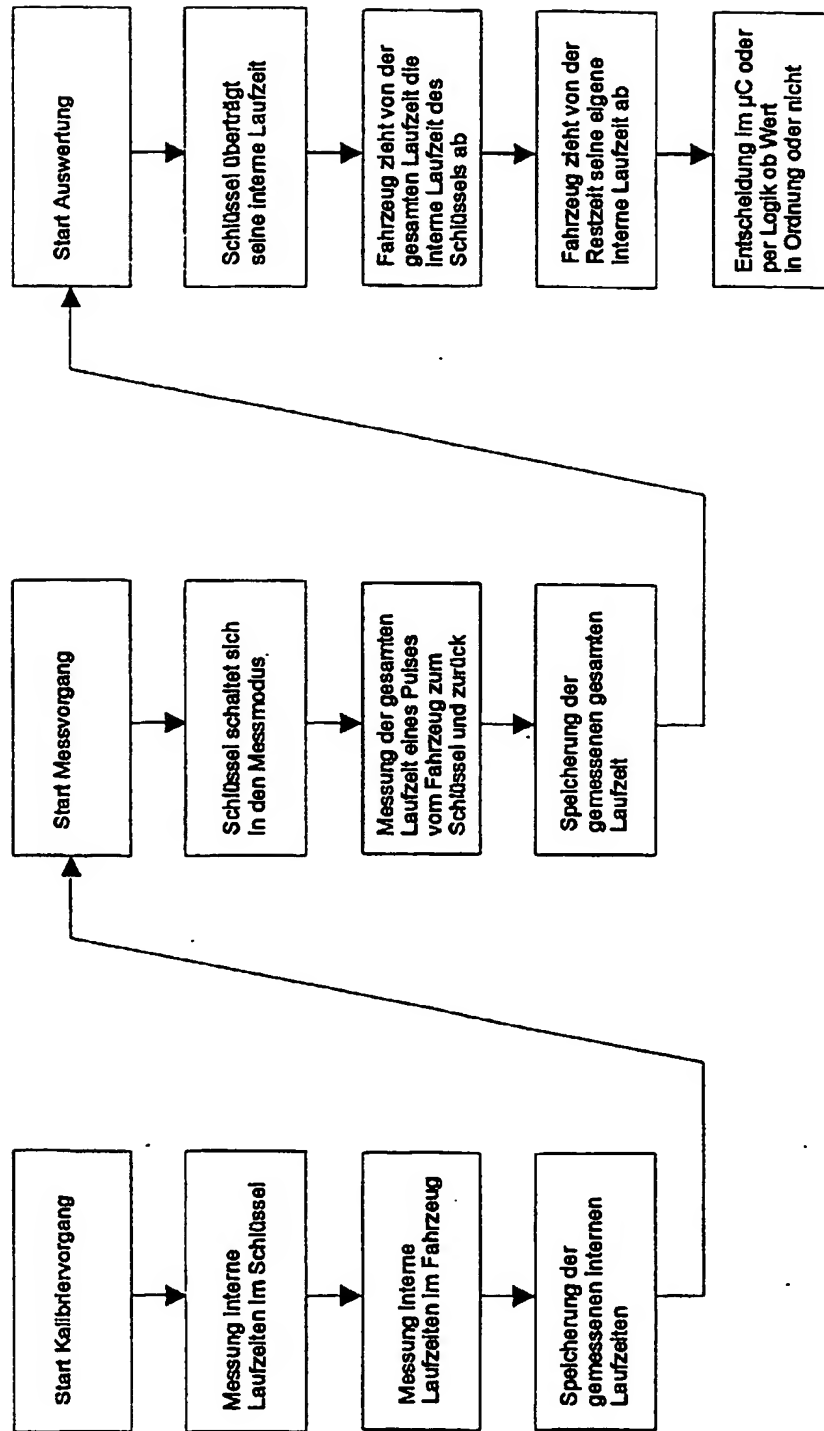 Start Kalibriervorgang
Messung interne
Laufzeiten im Schlüssel
Messung interne
Laufzeiten im Fahrzeug
Speicherung der
gemessenen internen
Laufzeiten
Start Messvorgang
Schlüssel schaltet sich
in den Messmodus
Messung der gesamten
Laufzeit eines Pulses
vom Fahrzeug zum
Schlüssel und zurück
Speicherung der
gemessenen gesamten
Laufzeit
Start Auswertung
Schlüssel überträgt
seine interne Laufzeit
Fahrzeug zieht von der
gesamten Laufzeit die
interne Laufzeit des
Schlüssels ab
Fahrzeug zieht von der
Restzeit seine eigene
interne Laufzeit ab
Entscheidung im µC oder
per Logik ob Wert
in Ordnung oder nicht